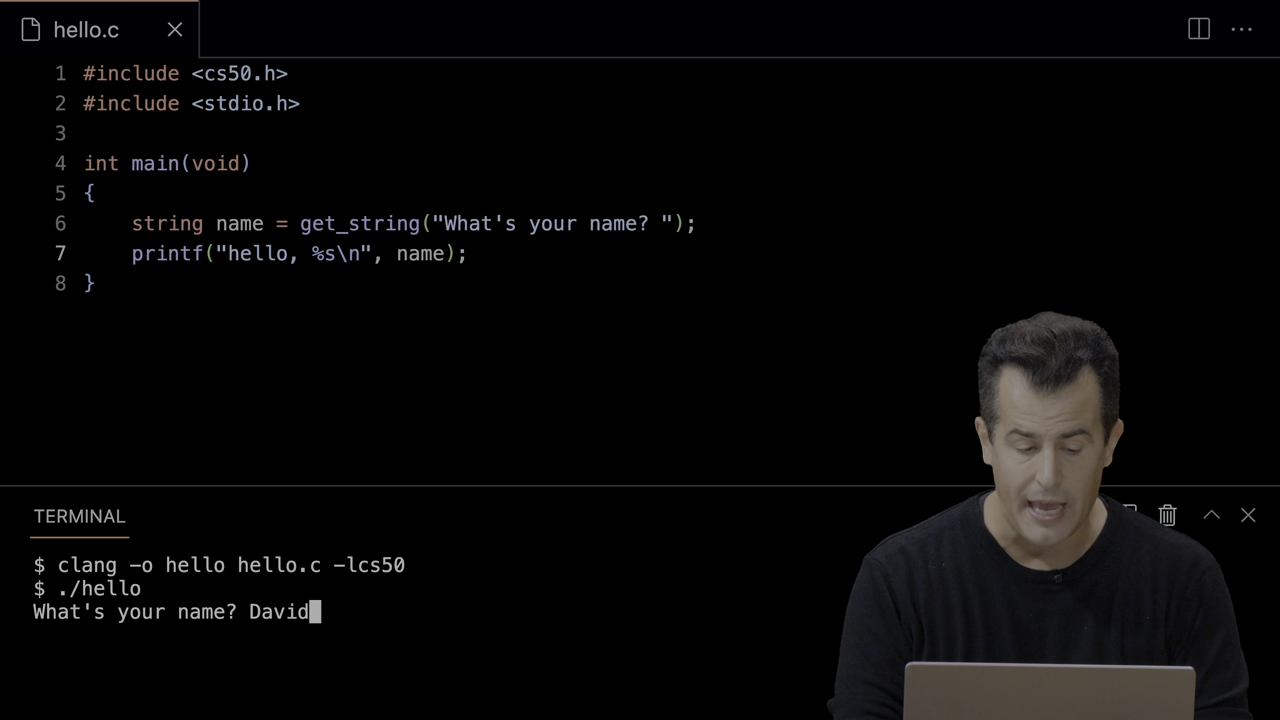 hello.c
1 #include <cs50.h>
2 #include <stdio.h>
3
4 int main(void)
5 {
6     string name = get_string("What's your name? ");
7     printf("hello, %s\n", name);
8 }
TERMINAL
$ clang -o hello hello.c -lcs50
$ ./hello
What's your name? David